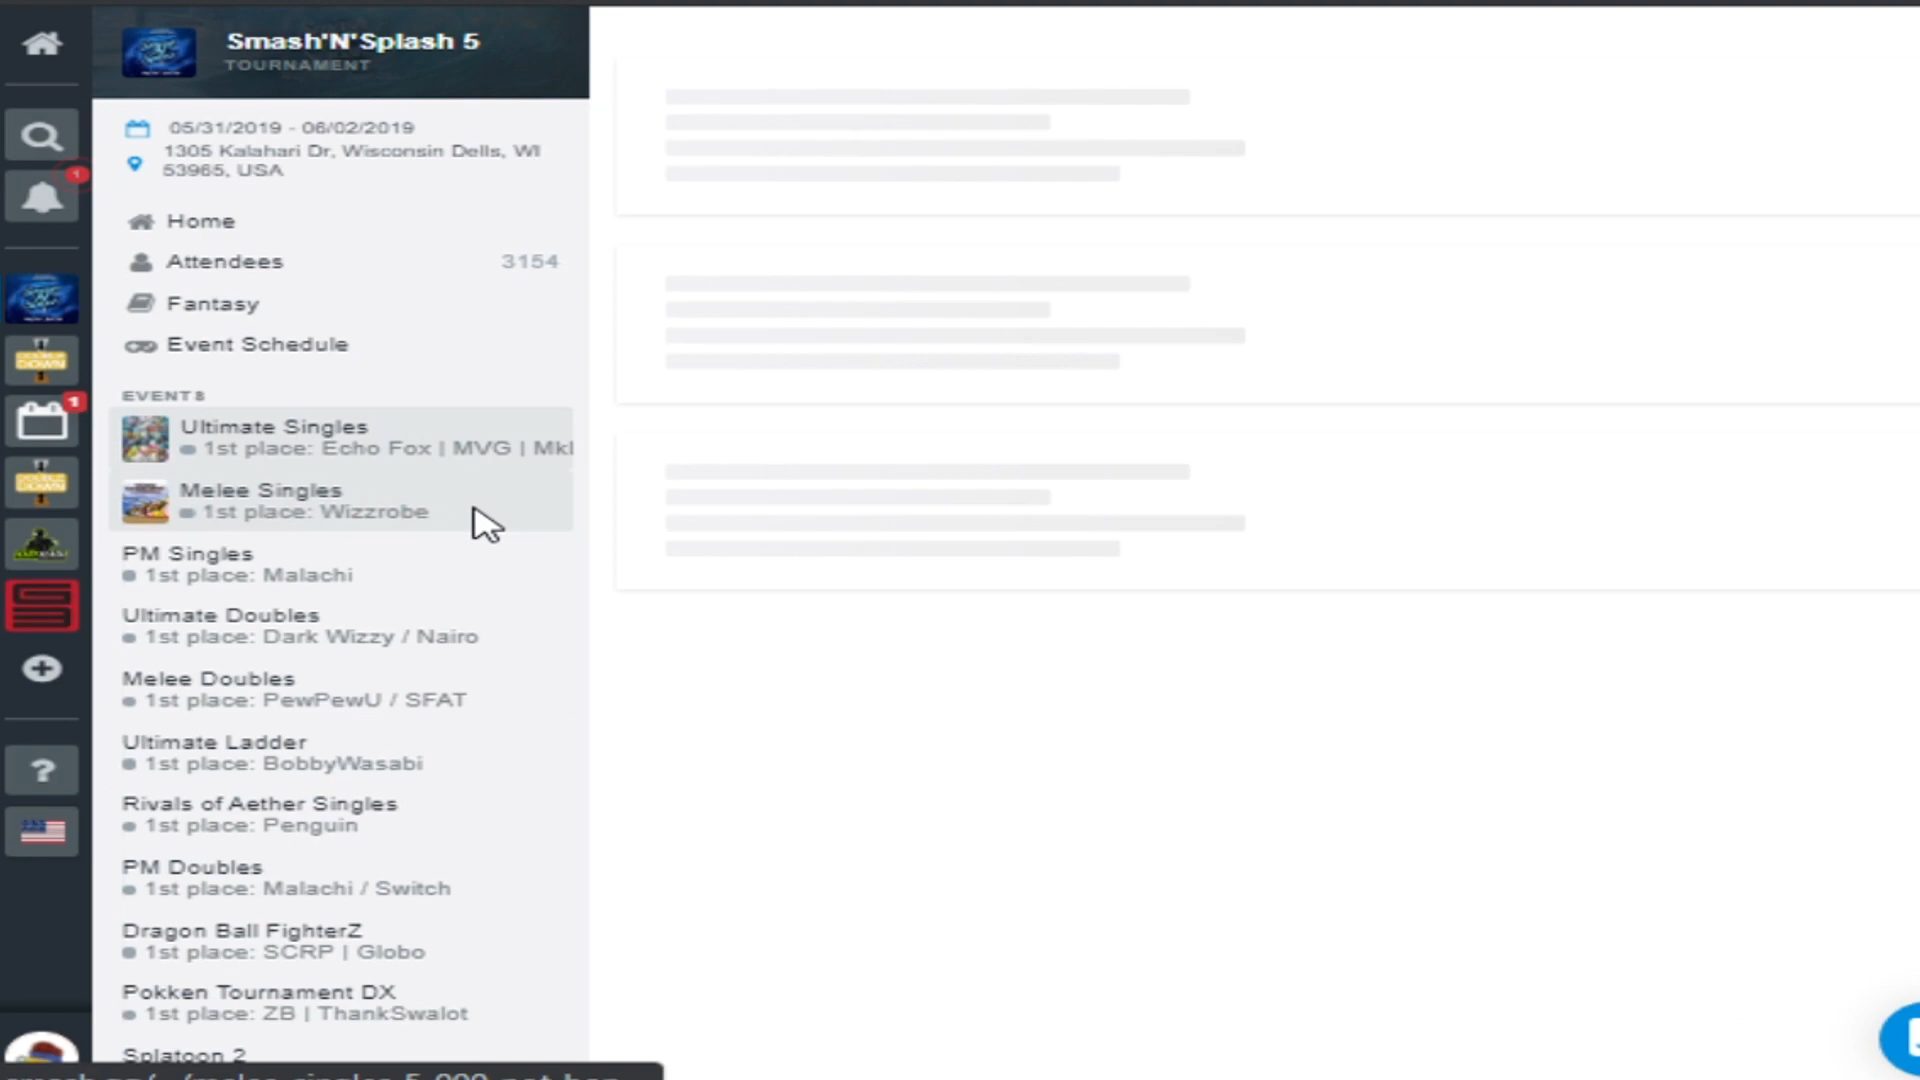 Smash'N'Splash 5
TOURNAMENT
05/31/2019 - 06/02/2019
1305 Kalahari Dr, Wisconsin Dells, WI
53965, USA
Home
Attendees 3154
Fantasy
Event Schedule
EVENTS
Ultimate Singles
1st place: Echo Fox | MVG | Mkl
Melee Singles
1st place: Wizzrobe
PM Singles
1st place: Malachi
Ultimate Doubles
1st place: Dark Wizzy / Nairo
Melee Doubles
1st place: PewPewU / SFAT
Ultimate Ladder
1st place: BobbyWasabi
Rivals of Aether Singles
1st place: Penguin
PM Doubles
1st place: Malachi / Switch
Dragon Ball FighterZ
1st place: SCRP | Globo
Pokken Tournament DX
1st place: ZB | ThankSwalot
Splatoon 2
1
DOWN
1
DOWN
?